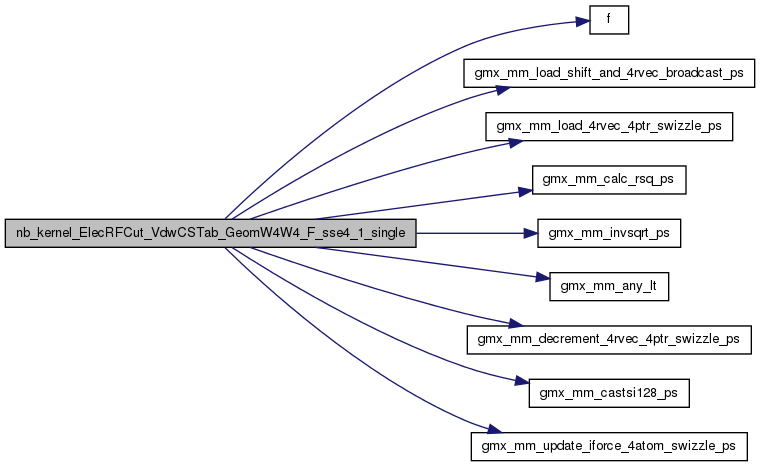 f
gmx_mm_load_shift_and_4rvec_broadcast_ps
gmx_mm_load_4rvec_4ptr_swizzle_ps
gmx_mm_calc_rsq_ps
nb_kernel_ElecRFCut_VdwCSTab_GeomW4W4_F_sse4_1_single
gmx_mm_invsqrt_ps
gmx_mm_any_lt
gmx_mm_decrement_4rvec_4ptr_swizzle_ps
gmx_mm_castsi128_ps
gmx_mm_update_iforce_4atom_swizzle_ps